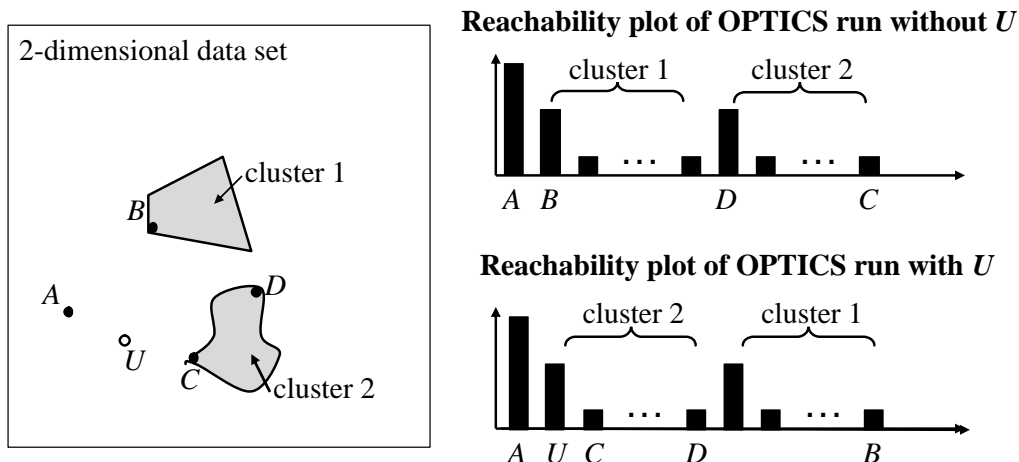 2-dimensional data set
cluster 1
B
A
D
U
C
cluster 2
Reachability plot of OPTICS run without U
cluster 1
cluster 2
...
...
A B D C
Reachability plot of OPTICS run with U
cluster 2
cluster 1
...
...
A U C D B